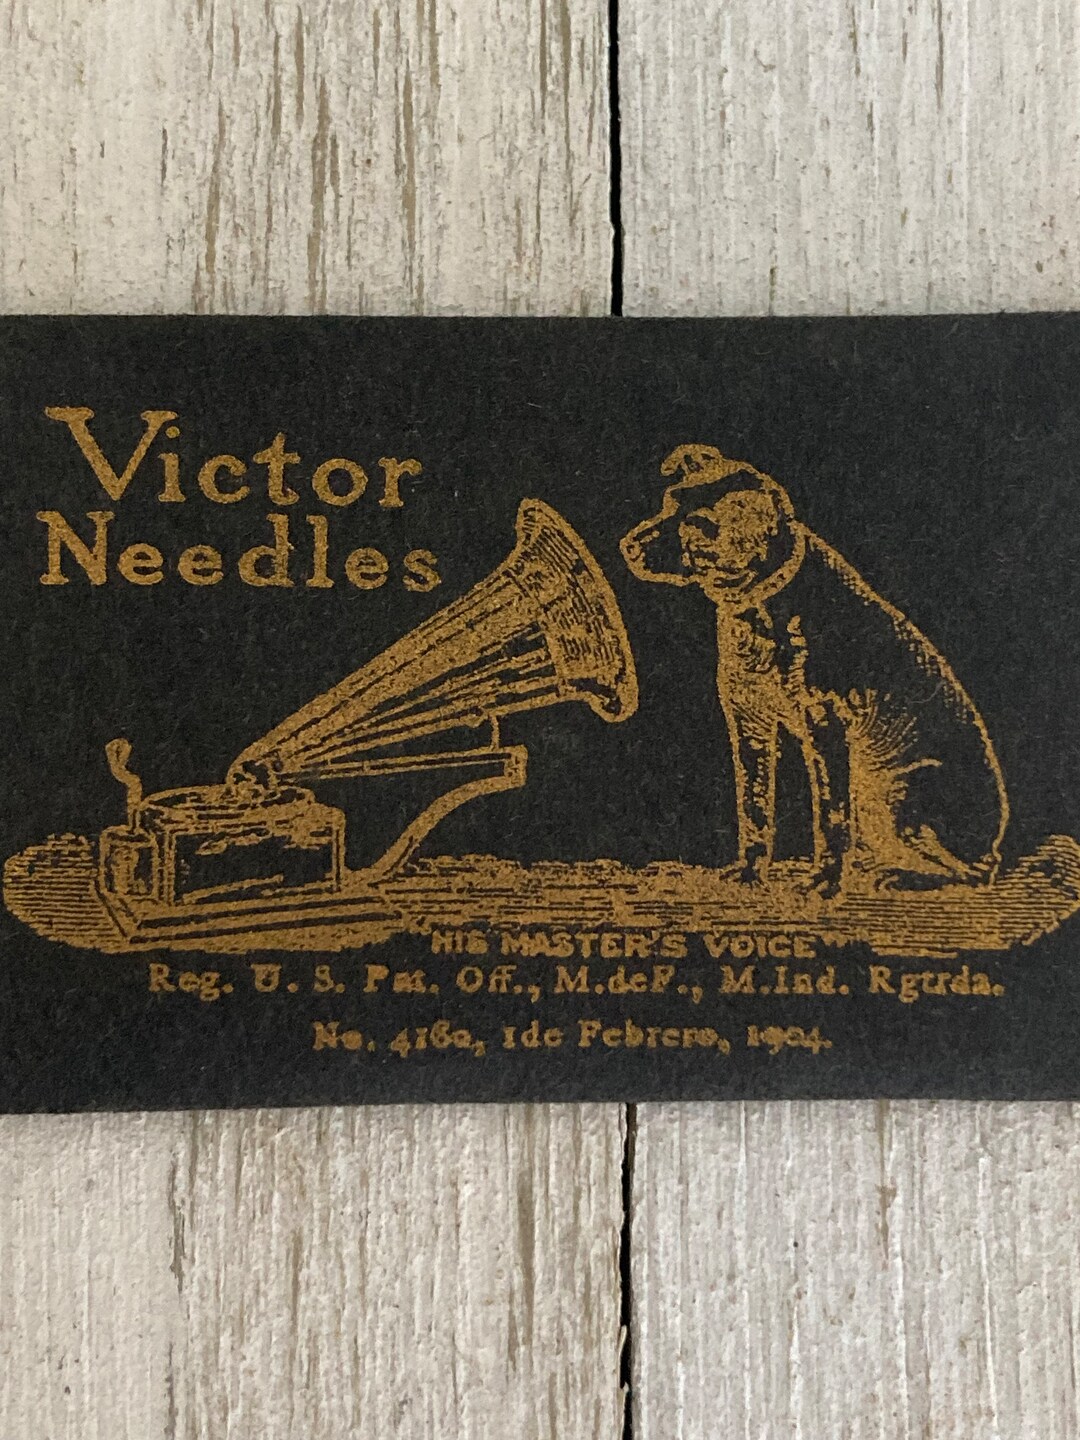 Victor
Needles
"HIS MASTER'S VOICE"
Reg. U. S. Pat. Off., M.deF., M.Ind. Rgtrda.
No. 4160, 1de Febrero, 1904.